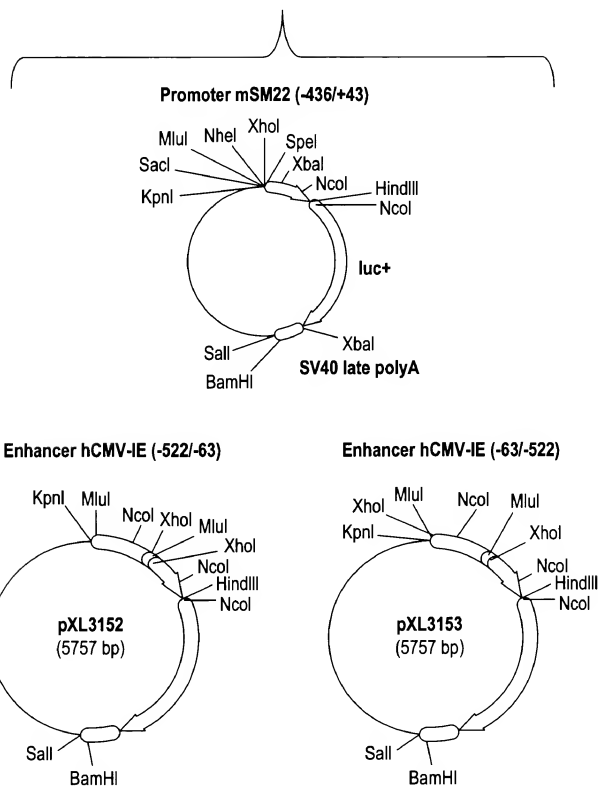 Promoter mSM22 (-436/+43)
XhoI
NheI
SpeI
MluI
XbaI
SacI
NcoI
HindIII
KpnI
NcoI
luc+
XbaI
SalI
SV40 late polyA
BamHI
Enhancer hCMV-IE (-522/-63)
KpnI
MluI
NcoI
XhoI
MluI
XhoI
NcoI
HindIII
NcoI
pXL3152
(5757 bp)
SalI
BamHI
Enhancer hCMV-IE (-63/-522)
MluI
NcoI
MluI
XhoI
KpnI
XhoI
NcoI
HindIII
NcoI
pXL3153
(5757 bp)
SalI
BamHI